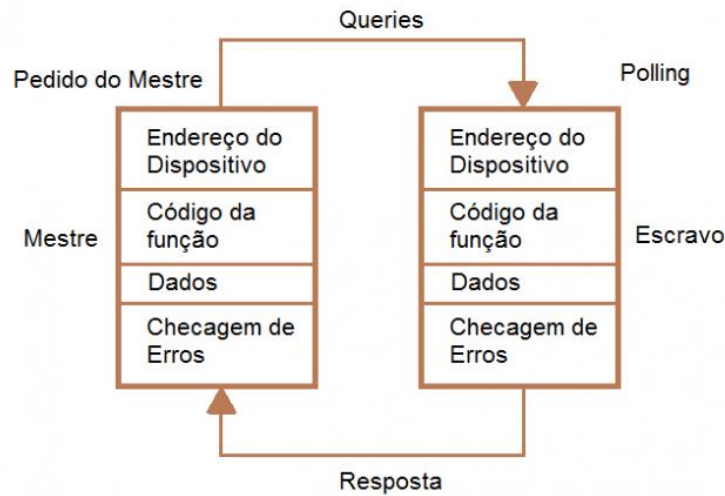 Queries
Pedido do Mestre
Polling
Endereço do
Dispositivo
Código da
função
Dados
Checagem de
Erros
Mestre
Endereço do
Dispositivo
Código da
função
Dados
Checagem de
Erros
Escravo
Resposta